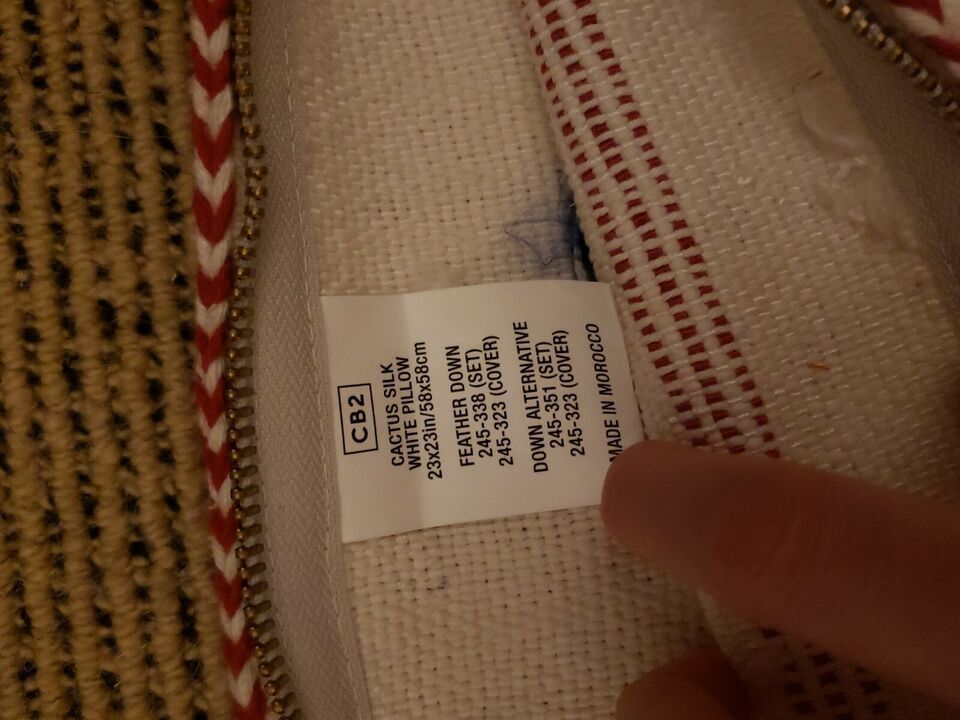 CB2
CACTUS SILK
WHITE PILLOW
23x23in/58x58cm
FEATHER DOWN
245-338 (SET)
245-323 (COVER)
DOWN ALTERNATIVE
245-351 (SET)
245-323 (COVER)
MADE IN MOROCCO